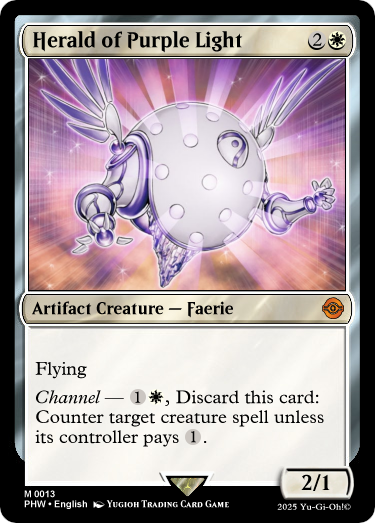 Herald of Purple Light 2
Artifact Creature — Faerie
Flying
Channel — 1, Discard this card:
Counter target creature spell unless
its controller pays 1.
2/1
M 0013
PHW • English YUGIOH TRADING CARD GAME
2025 Yu-Gi-Oh!©